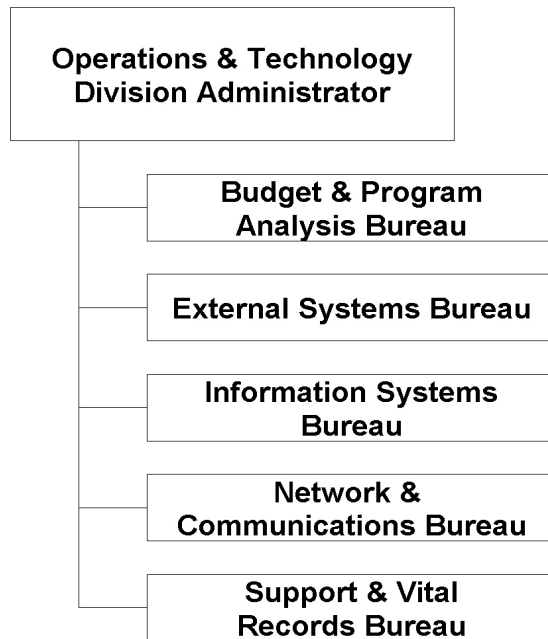 Operations & Technology
Division Administrator
Budget & Program
Analysis Bureau
External Systems Bureau
Information Systems
Bureau
Network &
Communications Bureau
Support & Vital
Records Bureau